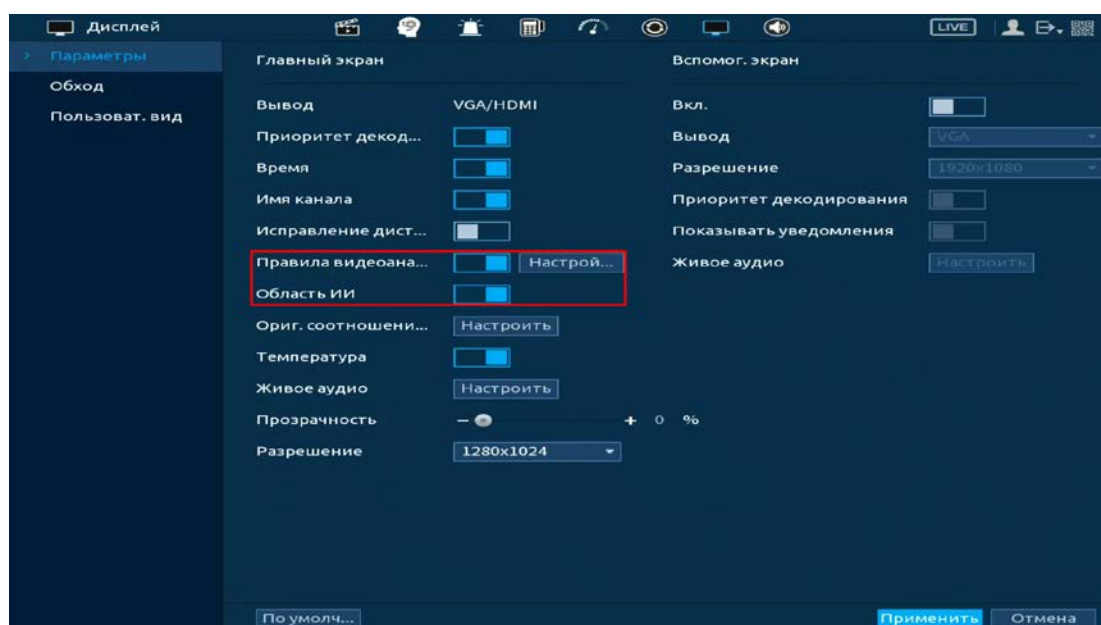 Дисплей
LIVE
Параметры
Обход
Пользоват. вид
Главный экран
Вспомог. экран
Вывод VGA/HDMI
Вкл.
Приоритет декод...
Вывод VGA
Время
Разрешение 1920x1080
Имя канала
Приоритет декодирования
Исправление дист...
Показывать уведомления
Правила видеоана... Настрой...
Живое аудио Настроить
Область ИИ
Ориг. соотношени... Настроить
Температура
Живое аудио Настроить
Прозрачность − + 0 %
Разрешение 1280x1024
По умолч...
Применить Отмена